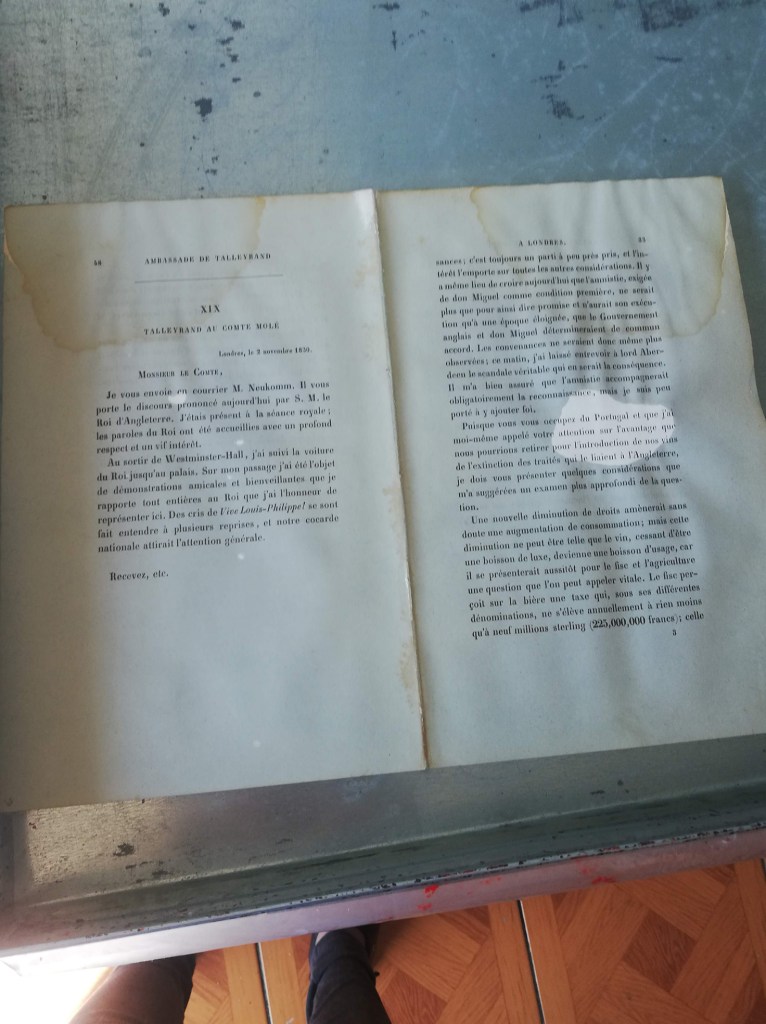 AMBASSADE DE TALLEYRAND
XIX
TALLEYRAND AU COMTE MOLÉ
Londres, le 2 novembre 1830.
MONSIEUR LE COMTE,
Je vous envoie en courrier M. Neukomm. Il vous
porte le discours prononcé aujourd'hui par S. M. le
Roi d'Angleterre. J'étais présent à la séance royale ;
les paroles du Roi ont été accueillies avec un profond
respect et un vif intérêt.
Au sortir de Westminster-Hall, j'ai suivi la voiture
du Roi jusqu'au palais. Sur mon passage j'ai été l'objet
de démonstrations amicales et bienveillantes que je
rapporte tout entières au Roi que j'ai l'honneur de
représenter ici. Des cris de Vive Louis-Philippe! se sont
fait entendre à plusieurs reprises, et notre cocarde
nationale attirait l'attention générale.
Recevez, etc.
A LONDRES.
sances; c'est toujours un parti à peu près pris, et l'in-
térêt l'emporte sur toutes les autres considérations. Il y
a même lieu de croire aujourd'hui que l'amnistie, exigée
de don Miguel comme condition première, ne serait
plus que pour ainsi dire promise et n'aurait son exécu-
tion qu'à une époque éloignée, que le Gouvernement
anglais et don Miguel détermineraient de commun
accord. Les convenances ne seraient donc même plus
observées; ce matin, j'ai laissé entrevoir à lord Aber-
deen le scandale véritable qui en serait la conséquence.
Il m'a bien assuré que l'amnistie accompagnerait
obligatoirement la reconnaissance, mais je suis peu
porté à y ajouter foi.
Puisque vous vous occupez du Portugal et que j'ai
moi-même appelé votre attention sur l'avantage que
nous pourrions retirer pour l'introduction de nos vins
de l'extinction des traités qui le liaient à l'Angleterre,
je dois vous présenter quelques considérations que
m'a suggérées un examen plus approfondi de la ques-
tion.
Une nouvelle diminution de droits amènerait sans
doute une augmentation de consommation; mais cette
diminution ne peut être telle que le vin, cessant d'être
une boisson de luxe, devienne une boisson d'usage, car
il se présenterait aussitôt pour le fisc et l'agriculture
une question que l'on peut appeler vitale. Le fisc per-
çoit sur la bière une taxe qui, sous ses différentes
dénominations, ne s'élève annuellement à rien moins
qu'à neuf millions sterling (225,000,000 francs); celle
3